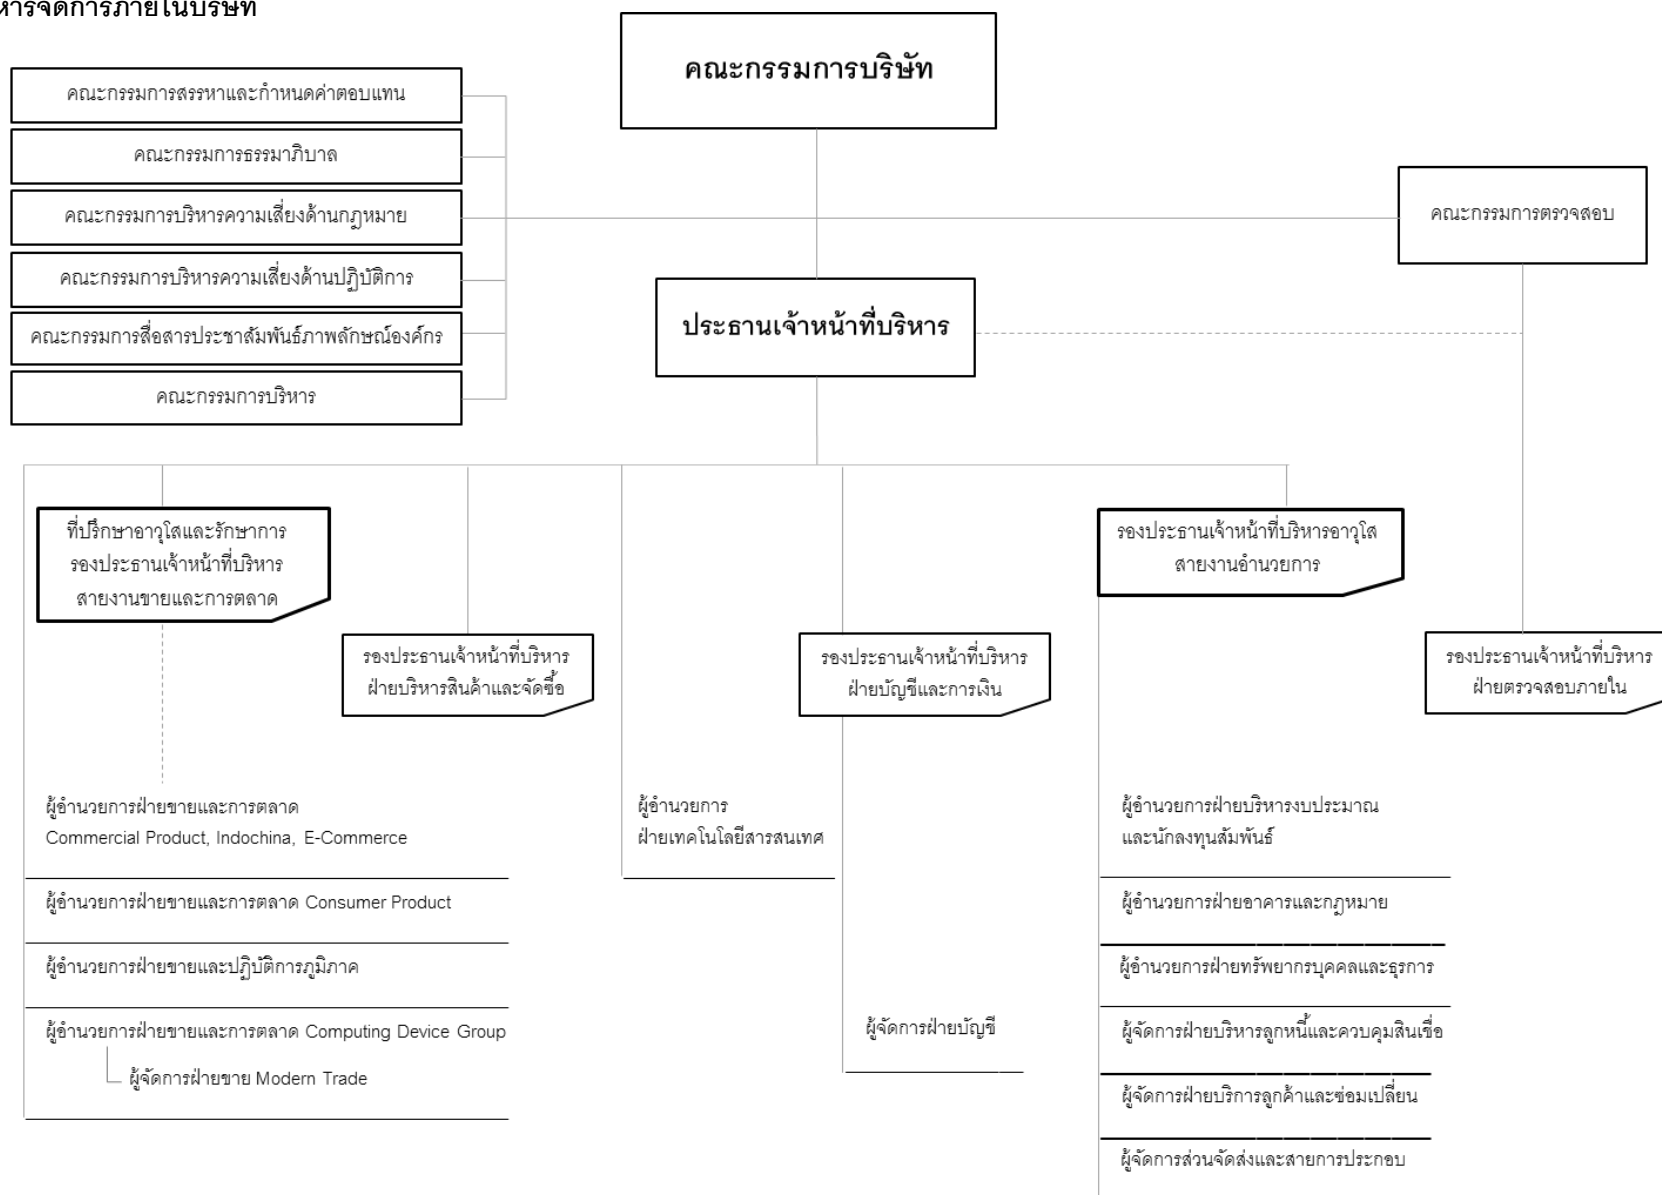 หารจัดการภายในบริษัท
คณะกรรมการบริษัท
คณะกรรมการสรรหาและกำหนดค่าตอบแทน
คณะกรรมการธรรมาภิบาล
คณะกรรมการบริหารความเสี่ยงด้านกฎหมาย
คณะกรรมการบริหารความเสี่ยงด้านปฏิบัติการ
คณะกรรมการสื่อสารประชาสัมพันธ์ภาพลักษณ์องค์กร
คณะกรรมการบริหาร
คณะกรรมการตรวจสอบ
ประธานเจ้าหน้าที่บริหาร
ที่ปรึกษาอาวุโสและรักษาการ
รองประธานเจ้าหน้าที่บริหาร
สายงานขายและการตลาด
รองประธานเจ้าหน้าที่บริหาร
ฝ่ายบริหารสินค้าและจัดซื้อ
รองประธานเจ้าหน้าที่บริหาร
ฝ่ายบัญชีและการเงิน
รองประธานเจ้าหน้าที่บริหารอาวุโส
สายงานอำนวยการ
รองประธานเจ้าหน้าที่บริหาร
ฝ่ายตรวจสอบภายใน
ผู้อำนวยการฝ่ายขายและการตลาด
Commercial Product, Indochina, E-Commerce
ผู้อำนวยการฝ่ายขายและการตลาด Consumer Product
ผู้อำนวยการฝ่ายขายและปฏิบัติการภูมิภาค
ผู้อำนวยการฝ่ายขายและการตลาด Computing Device Group
ผู้จัดการฝ่ายขาย Modern Trade
ผู้อำนวยการ
ฝ่ายเทคโนโลยีสารสนเทศ
ผู้จัดการฝ่ายบัญชี
ผู้อำนวยการฝ่ายบริหารงบประมาณ
และนักลงทุนสัมพันธ์
ผู้อำนวยการฝ่ายอาคารและกฎหมาย
ผู้อำนวยการฝ่ายทรัพยากรบุคคลและธุรการ
ผู้จัดการฝ่ายบริหารลูกหนี้และควบคุมสินเชื่อ
ผู้จัดการฝ่ายบริการลูกค้าและซ่อมเปลี่ยน
ผู้จัดการส่วนจัดส่งและสายการประกอบ